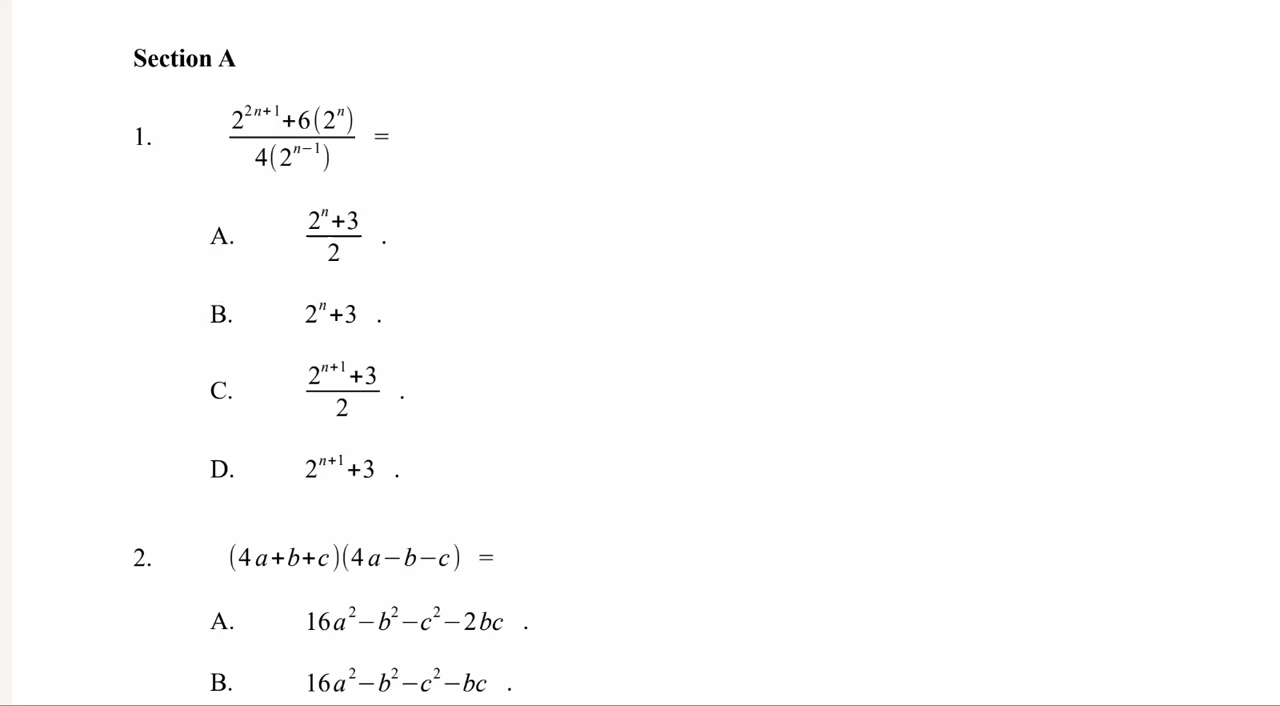 Section A
1. \frac{2^{2n+1}+6(2^{n})}{4(2^{n-1})} =
A. \frac{2^{n}+3}{2} .
B. 2^{n}+3 .
C. \frac{2^{n+1}+3}{2} .
D. 2^{n+1}+3 .
2. (4a+b+c)(4a−b−c) =
A. 16a^{2}−b^{2}−c^{2}−2bc .
B. 16a^{2}−b^{2}−c^{2}−bc .